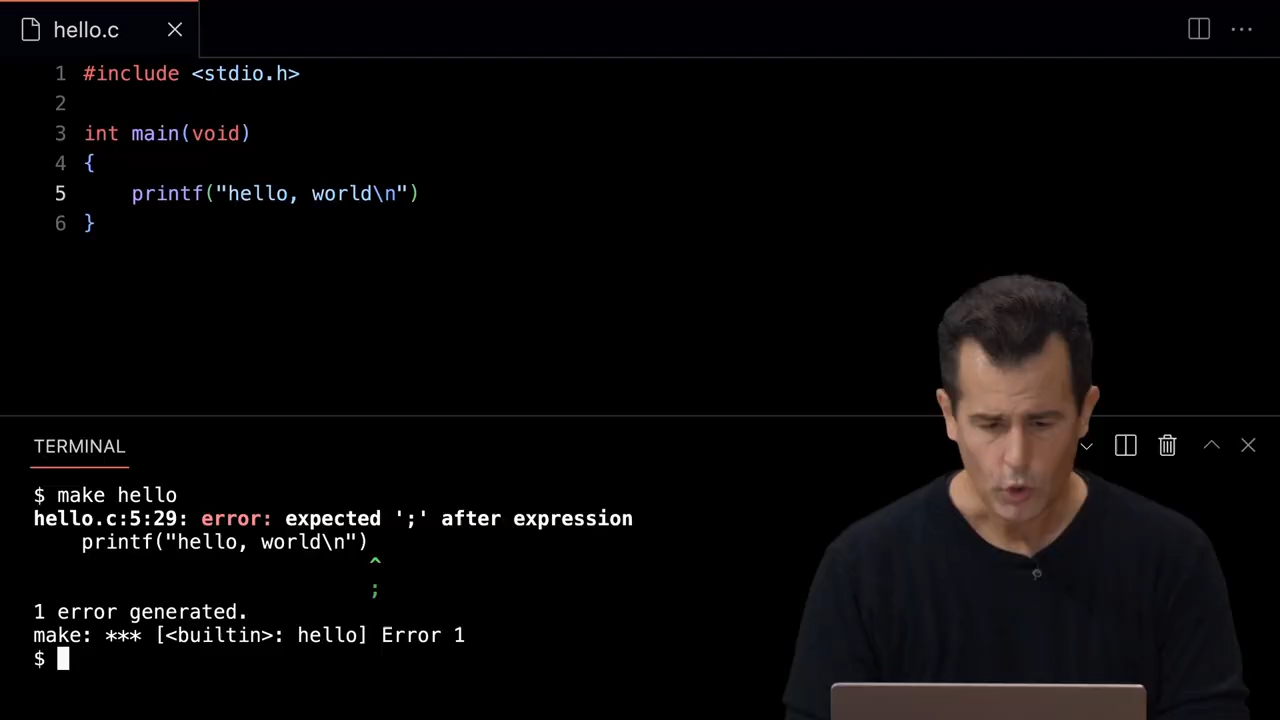 hello.c
1 #include <stdio.h>
2
3 int main(void)
4 {
5     printf("hello, world\n")
6 }
TERMINAL
$ make hello
hello.c:5:29: error: expected ';' after expression
    printf("hello, world\n")
^
;
1 error generated.
make: *** [<builtin>: hello] Error 1
$